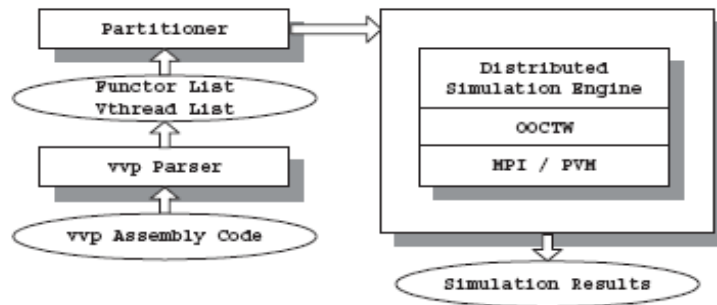 Partitioner
Functor List
Vthread List
vvp Parser
vvp Assembly Code
Distributed
Simulation Engine
OOCTW
MPI / PVM
Simulation Results